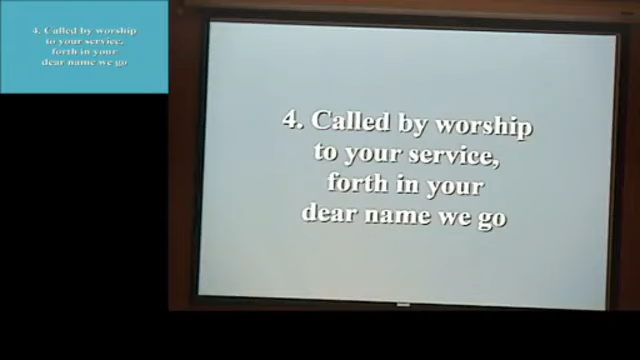 4. Called by worship
to your service,
forth in your
dear name we go
4. Called by worship
to your service,
forth in your
dear name we go